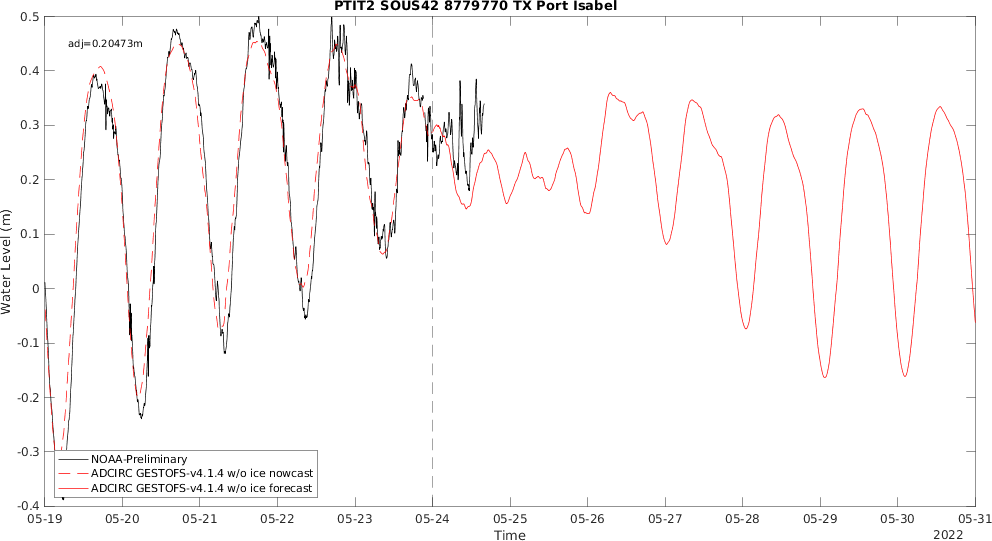 PTIT2 SOUS42 8779770 TX Port Isabel
adj=0.20473m
0.5
0.4
0.3
0.2
0.1
0
-0.1
-0.2
-0.3
-0.4
Water Level (m)
NOAA-Preliminary
ADCIRC GESTOFS-v4.1.4 w/o ice nowcast
ADCIRC GESTOFS-v4.1.4 w/o ice forecast
05-19 05-20 05-21 05-22 05-23 05-24 05-25 05-26 05-27 05-28 05-29 05-30 05-31
Time
2022